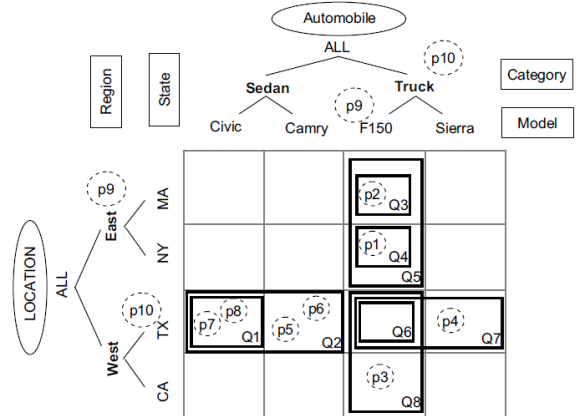 Automobile
ALL
p10
Category
Region
State
Sedan
Truck
p9
Model
Civic
Camry
F150
Sierra
LOCATION
ALL
p9
East
MA
p2
Q3
NY
p1
Q4
Q5
p10
West
TX
p7
p8
Q1
p5
p6
Q2
Q6
p4
Q7
CA
p3
Q8